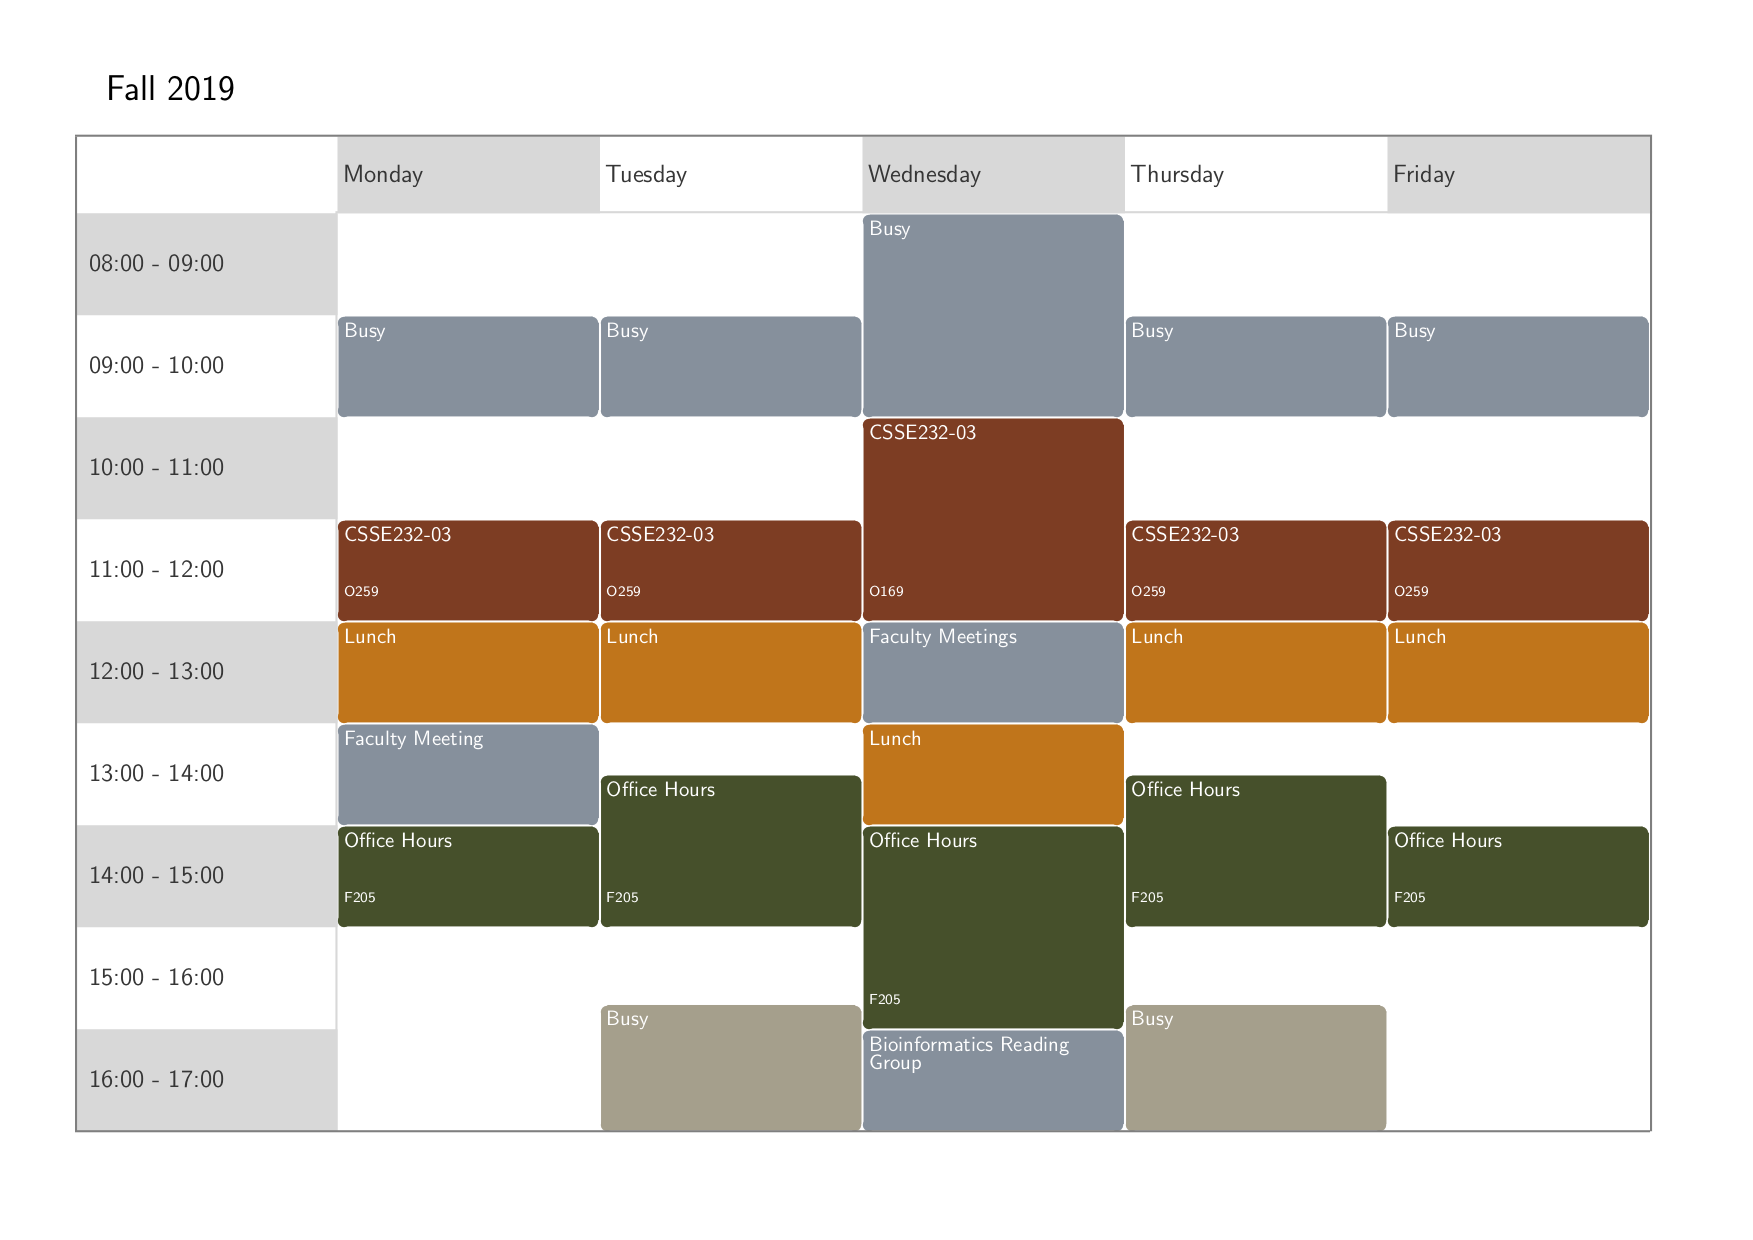 Fall 2019
Monday
Tuesday
Wednesday
Thursday
Friday
08:00 - 09:00
Busy
09:00 - 10:00
Busy
Busy
Busy
Busy
10:00 - 11:00
CSSE232-03
11:00 - 12:00
CSSE232-03
CSSE232-03
CSSE232-03
CSSE232-03
O259
O259
O169
O259
O259
12:00 - 13:00
Lunch
Lunch
Faculty Meetings
Lunch
Lunch
13:00 - 14:00
Faculty Meeting
Lunch
Office Hours
Office Hours
14:00 - 15:00
Office Hours
Office Hours
Office Hours
F205
F205
F205
F205
15:00 - 16:00
F205
Busy
Busy
16:00 - 17:00
Bioinformatics Reading
Group